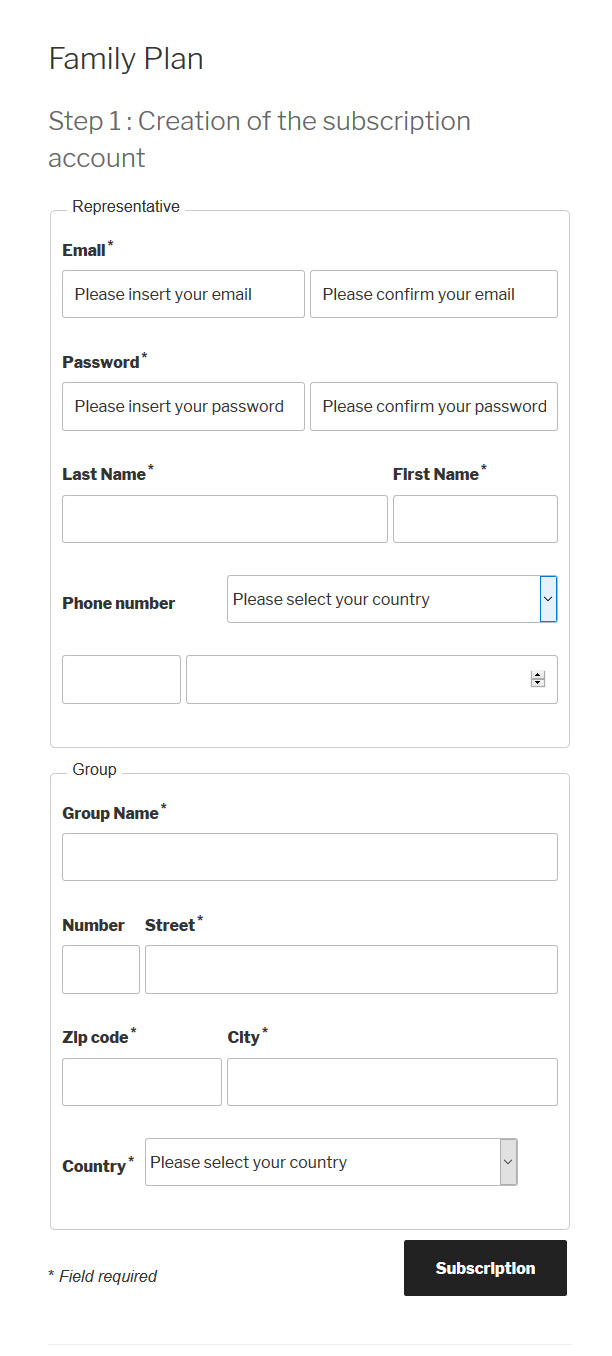 Family Plan
Step 1 : Creation of the subscription
account
Representative
Email*
Please insert your email Please confirm your email
Password*
Please insert your password Please confirm your password
Last Name* First Name*
Phone number Please select your country
Group
Group Name*
Number Street*
Zip code* City*
Country* Please select your country
* Field required Subscription